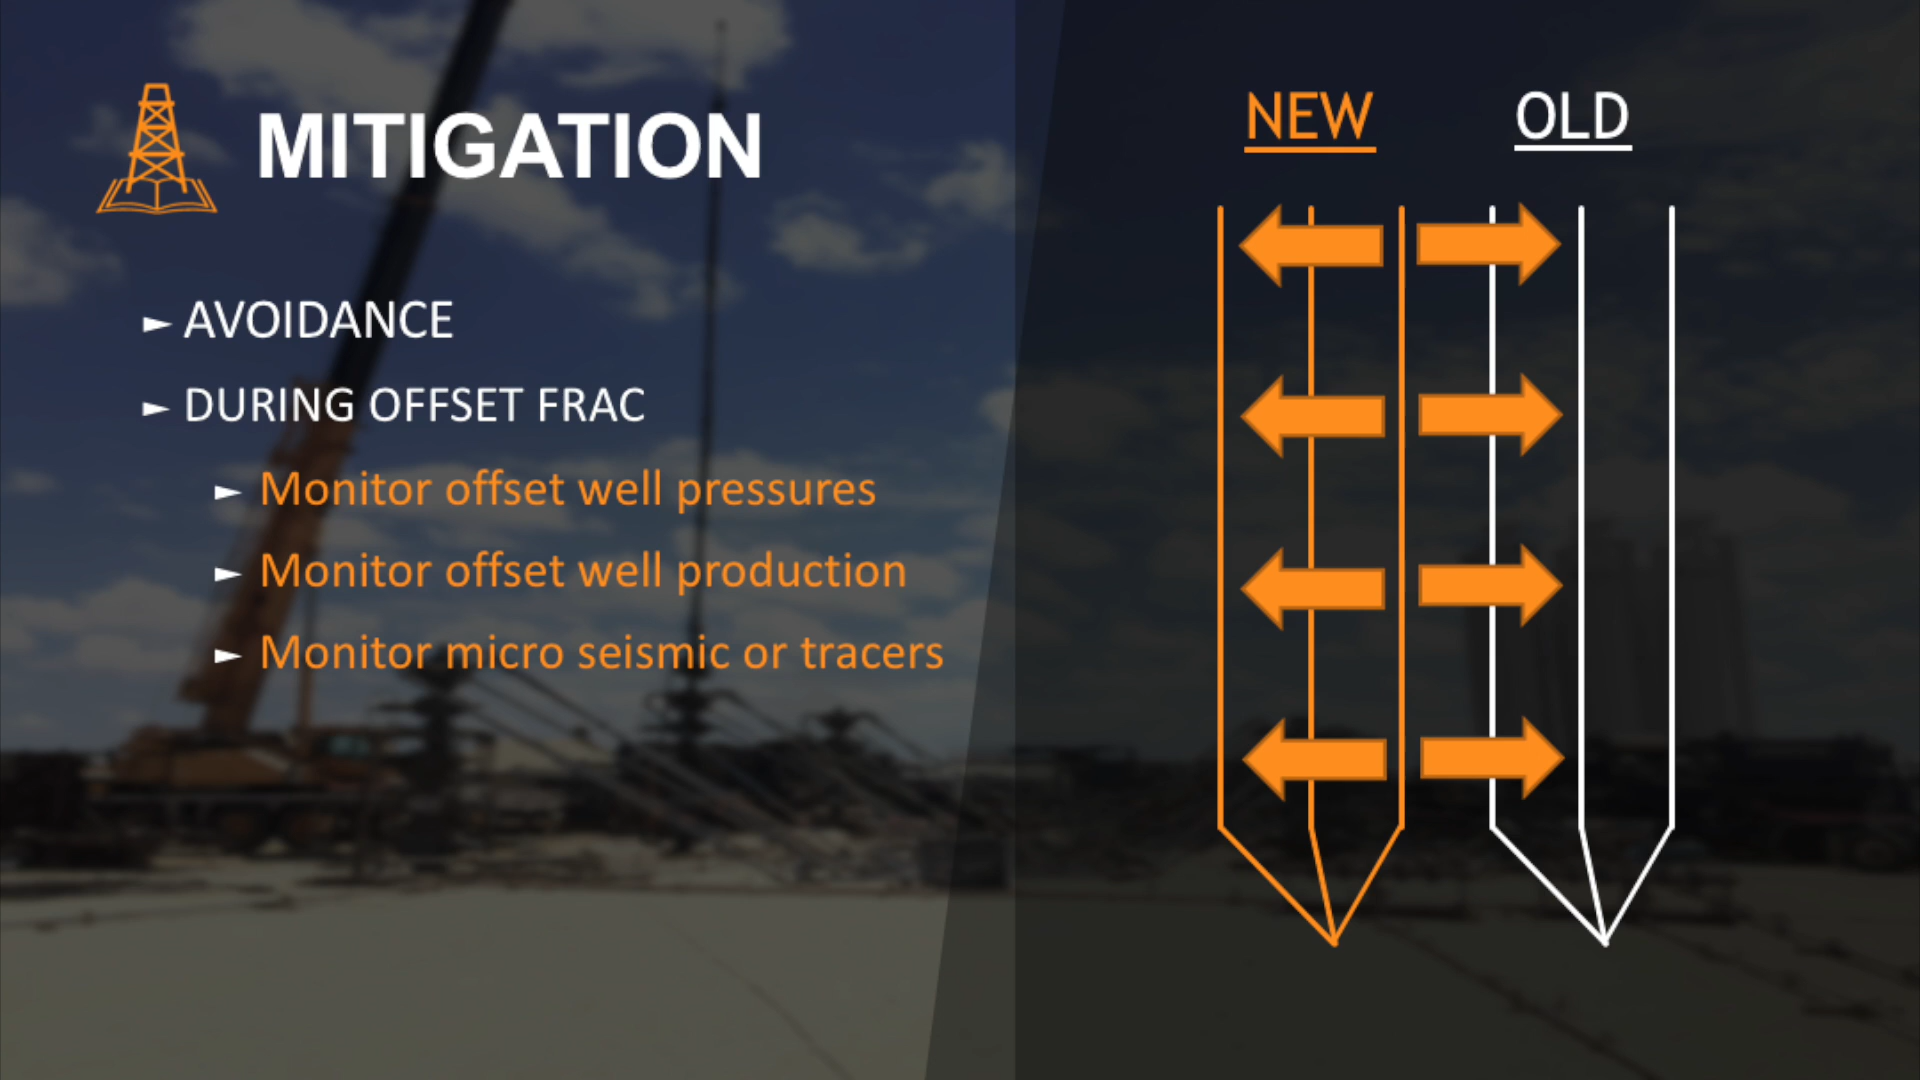 MITIGATION
► AVOIDANCE
► DURING OFFSET FRAC
► Monitor offset well pressures
► Monitor offset well production
► Monitor micro seismic or tracers
NEW
OLD